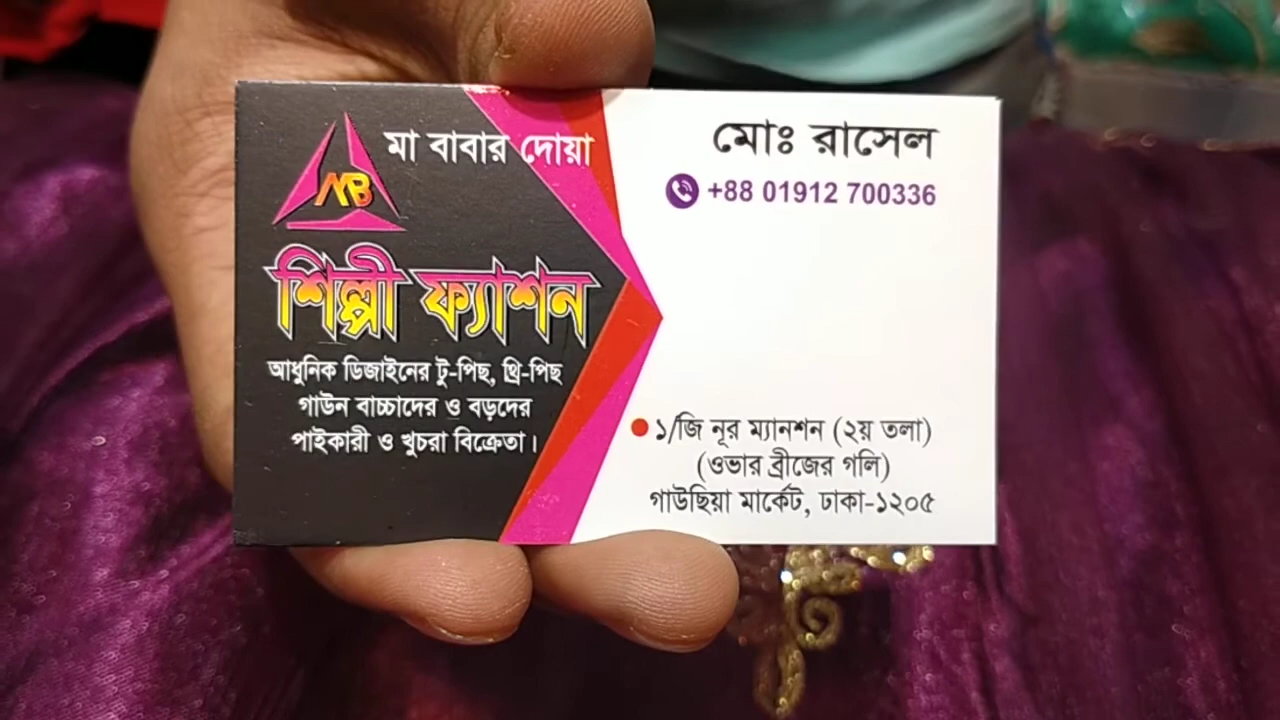 মা বাবার দোয়া
MB
শিল্পী ফ্যাশন
আধুনিক ডিজাইনের টু-পিছ, থ্রি-পিছ
গাউন বাচ্চাদের ও বড়দের
পাইকারী ও খুচরা বিক্রেতা।
মোঃ রাসেল
+88 01912 700336
১/জি নূর ম্যানশন (২য় তলা)
(ওভার ব্রীজের গলি)
গাউছিয়া মার্কেট, ঢাকা-১২০৫